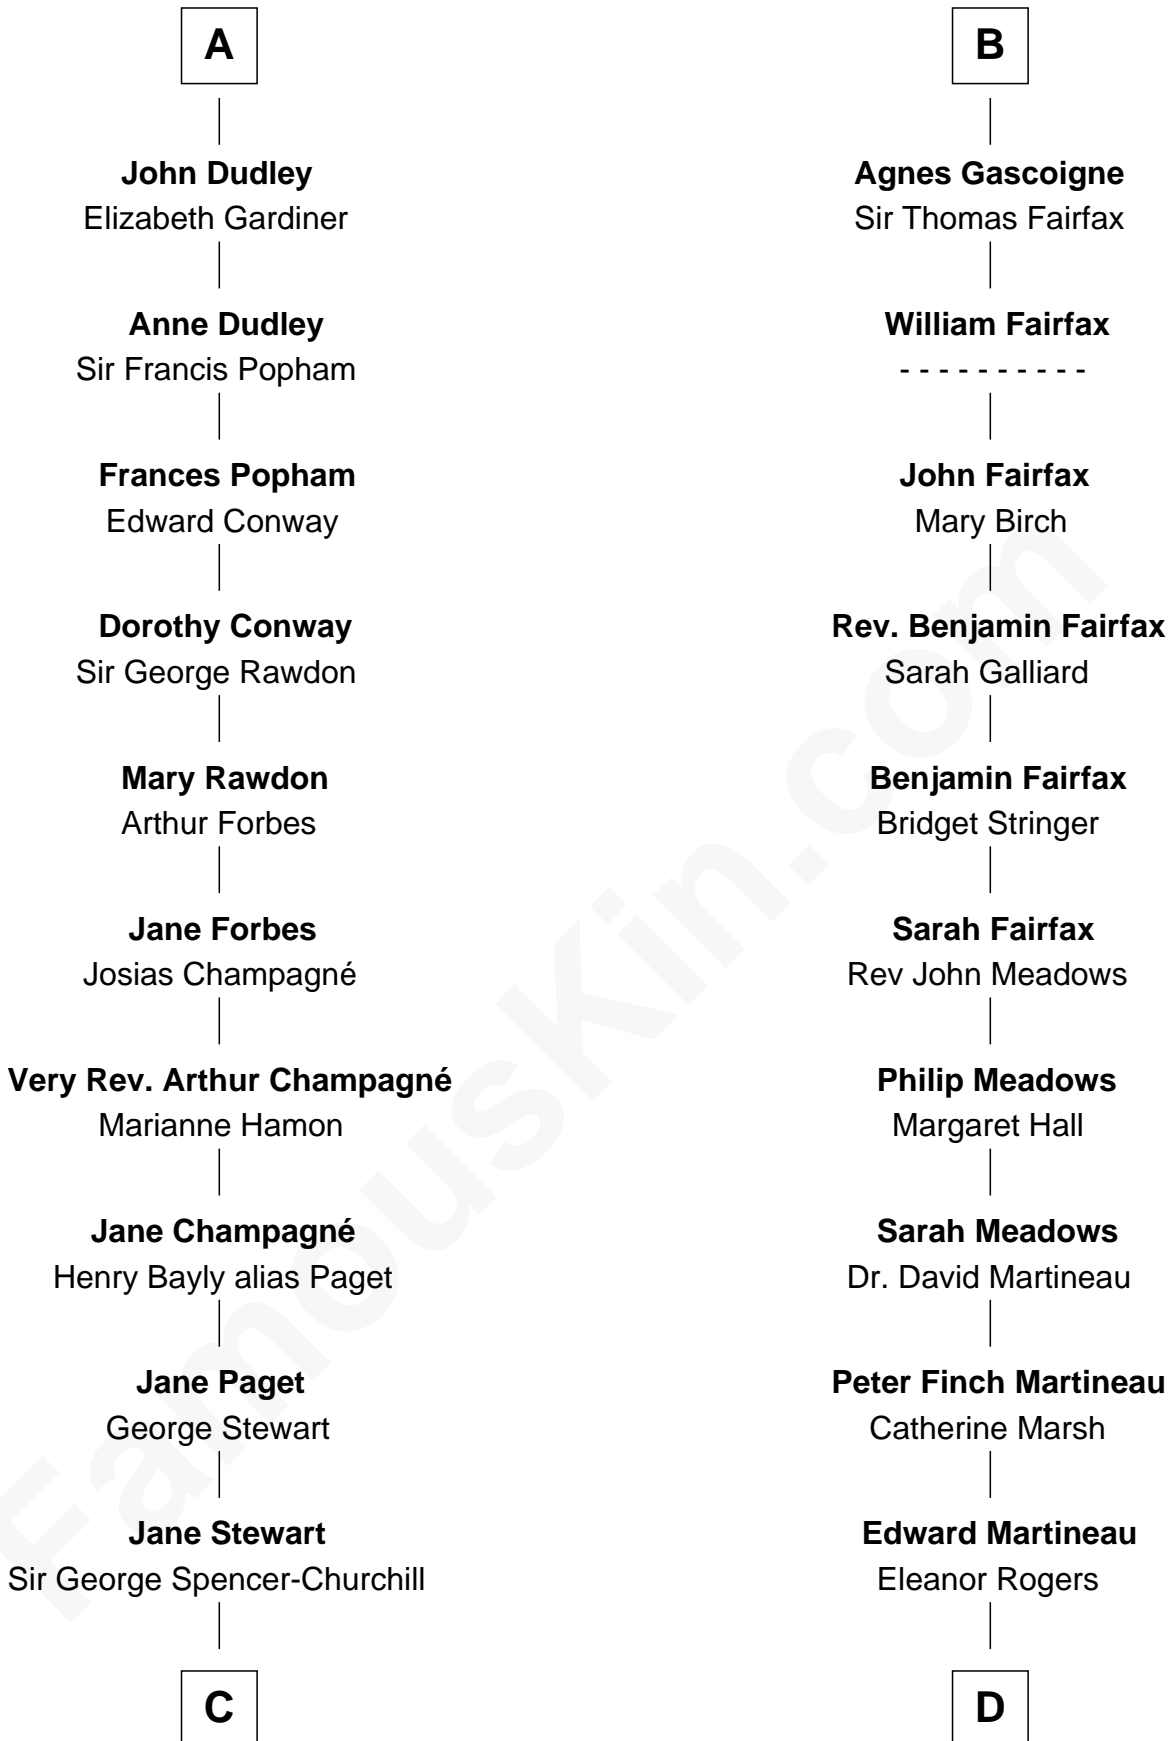 A
John Dudley
Elizabeth Gardiner
Anne Dudley
Sir Francis Popham
Frances Popham
Edward Conway
Dorothy Conway
Sir George Rawdon
Mary Rawdon
Arthur Forbes
Jane Forbes
Josias Champagné
Very Rev. Arthur Champagné
Marianne Hamon
Jane Champagné
Henry Bayly alias Paget
Jane Paget
George Stewart
Jane Stewart
Sir George Spencer-Churchill
C
B
Agnes Gascoigne
Sir Thomas Fairfax
William Fairfax
- - - - - - - - - -
John Fairfax
Mary Birch
Rev. Benjamin Fairfax
Sarah Galliard
Benjamin Fairfax
Bridget Stringer
Sarah Fairfax
Rev John Meadows
Philip Meadows
Margaret Hall
Sarah Meadows
Dr. David Martineau
Peter Finch Martineau
Catherine Marsh
Edward Martineau
Eleanor Rogers
D
FamousKin.com